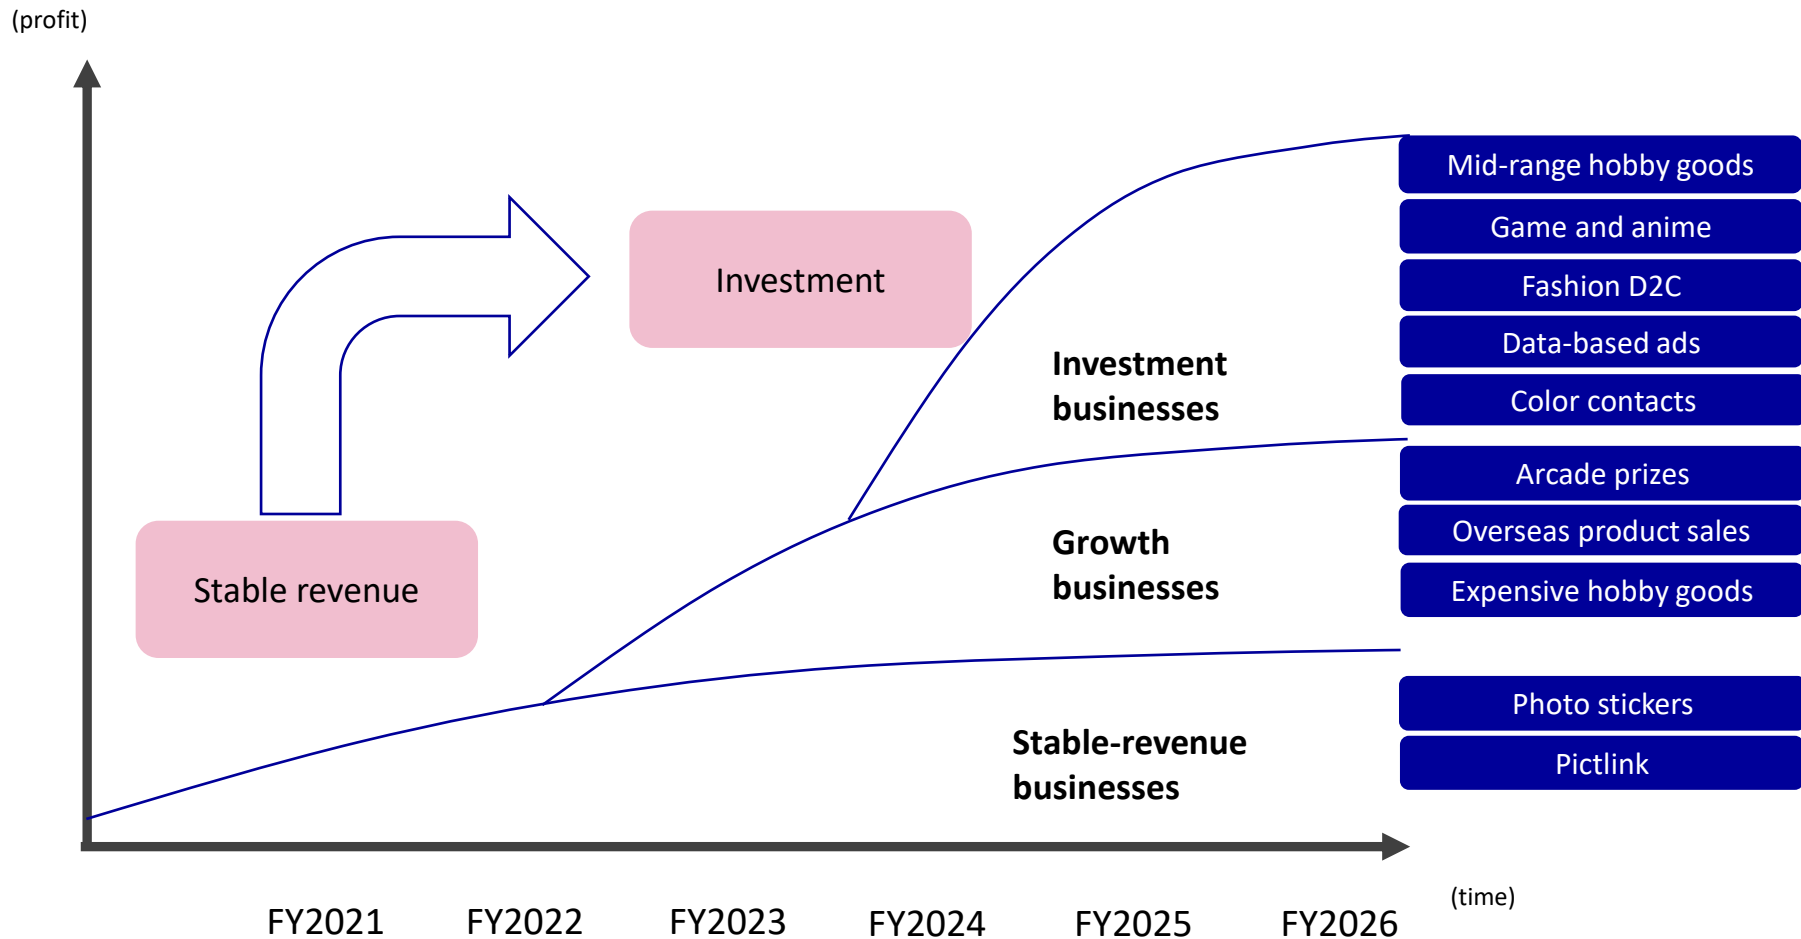 (profit)
Mid-range hobby goods
Game and anime
Investment
Fashion D2C
Data-based ads
Investment
businesses
Color contacts
Arcade prizes
Overseas product sales
Growth
businesses
Stable revenue
Expensive hobby goods
Photo stickers
Stable-revenue
businesses
Pictlink
(time)
FY2021 FY2022 FY2023 FY2024 FY2025 FY2026